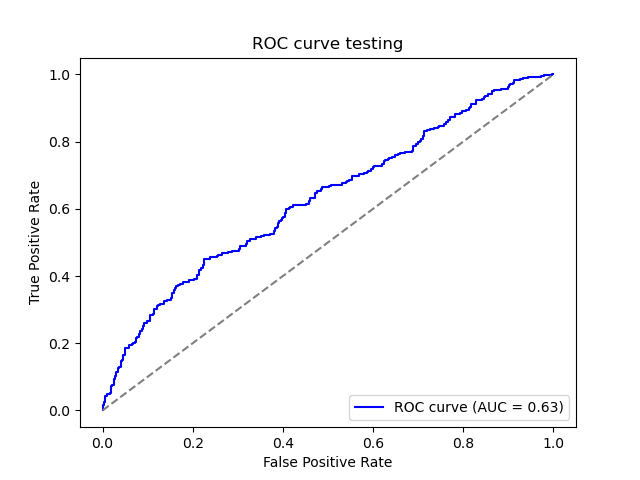 ROC curve testing
True Positive Rate
1.0
0.8
0.6
0.4
0.2
0.0
ROC curve (AUC = 0.63)
0.0 0.2 0.4 0.6 0.8 1.0
False Positive Rate